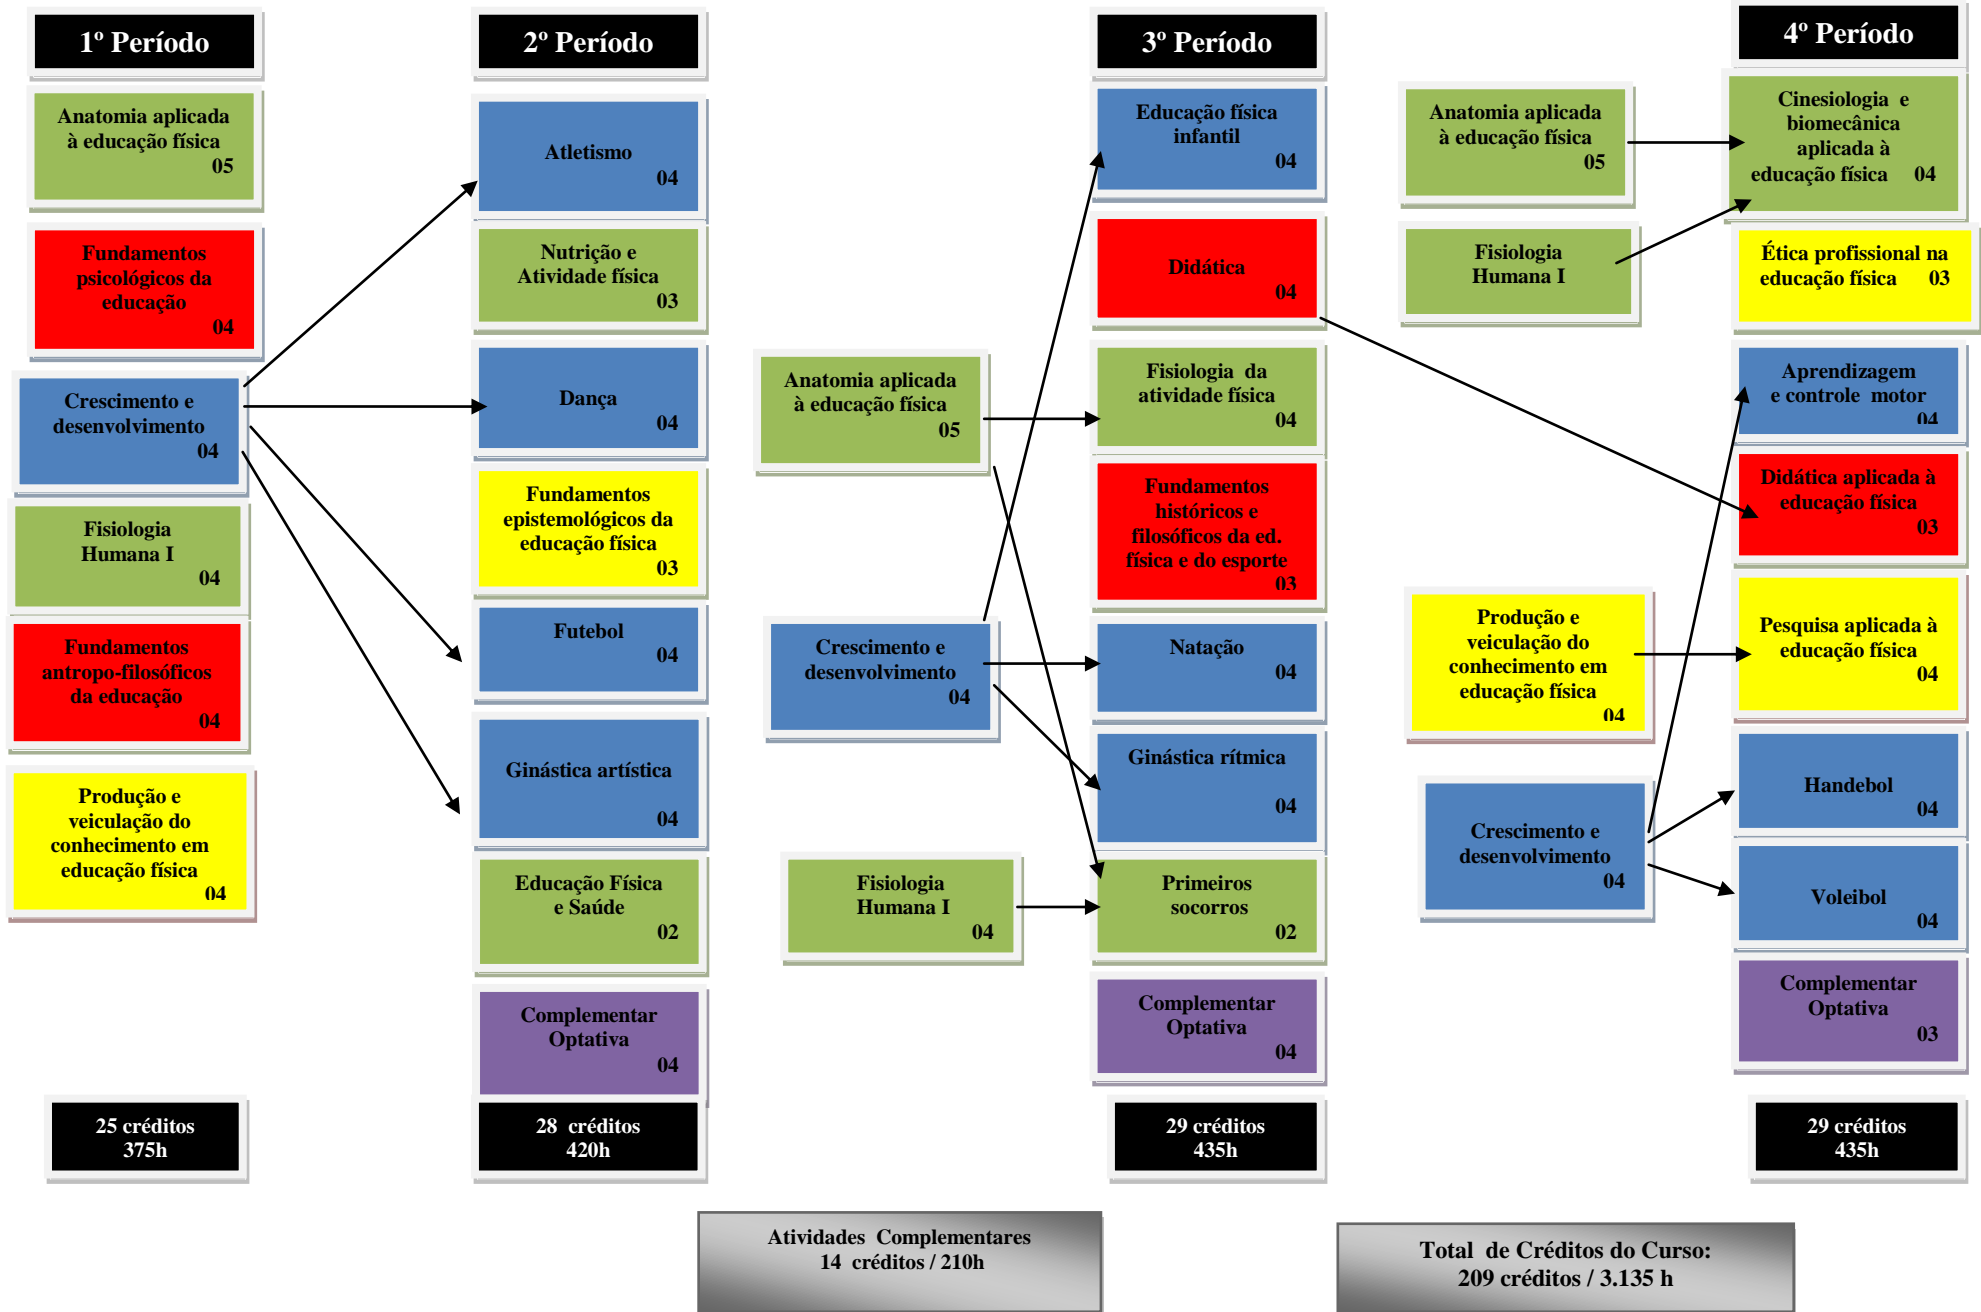 1º Período
Anatomia aplicada
à educação física
05
Fundamentos
psicológicos da
educação
04
Crescimento e
desenvolvimento
04
Fisiologia
Humana I
04
Fundamentos
antropo-filosóficos
da educação
04
Produção e
veiculação do
conhecimento em
educação física
04
25 créditos
375h
2º Período
Atletismo
04
Nutrição e
Atividade física
03
Dança
04
Fundamentos
epistemológicos da
educação física
03
Futebol
04
Ginástica artística
04
Educação Física
e Saúde
02
Complementar
Optativa
04
28 créditos
420h
Anatomia aplicada
à educação física
05
Crescimento e
desenvolvimento
04
Fisiologia
Humana I
04
3º Período
Educação física
infantil
04
Didática
04
Fisiologia da
atividade física
04
Fundamentos
históricos e
filosóficos da ed.
física e do esporte
03
Natação
04
Ginástica rítmica
04
Primeiros
socorros
02
Complementar
Optativa
04
29 créditos
435h
Anatomia aplicada
à educação física
05
Fisiologia
Humana I
Produção e
veiculação do
conhecimento em
educação física
04
Crescimento e
desenvolvimento
04
4º Período
Cinesiologia e
biomecânica
aplicada à
educação física 04
Ética profissional na
educação física 03
Aprendizagem
e controle motor
04
Didática aplicada à
educação física
03
Pesquisa aplicada à
educação física
04
Handebol
04
Voleibol
04
Complementar
Optativa
03
29 créditos
435h
Atividades Complementares
14 créditos / 210h
Total de Créditos do Curso:
209 créditos / 3.135 h